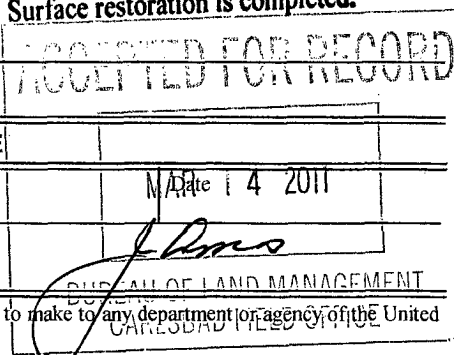 Surface restoration is completed.
ACCEPTED FOR RECORD
Date
MAR 14 2011
BUREAU OF LAND MANAGEMENT
to make to any department or agency of the United
CARLSBAD FIELD OFFICE